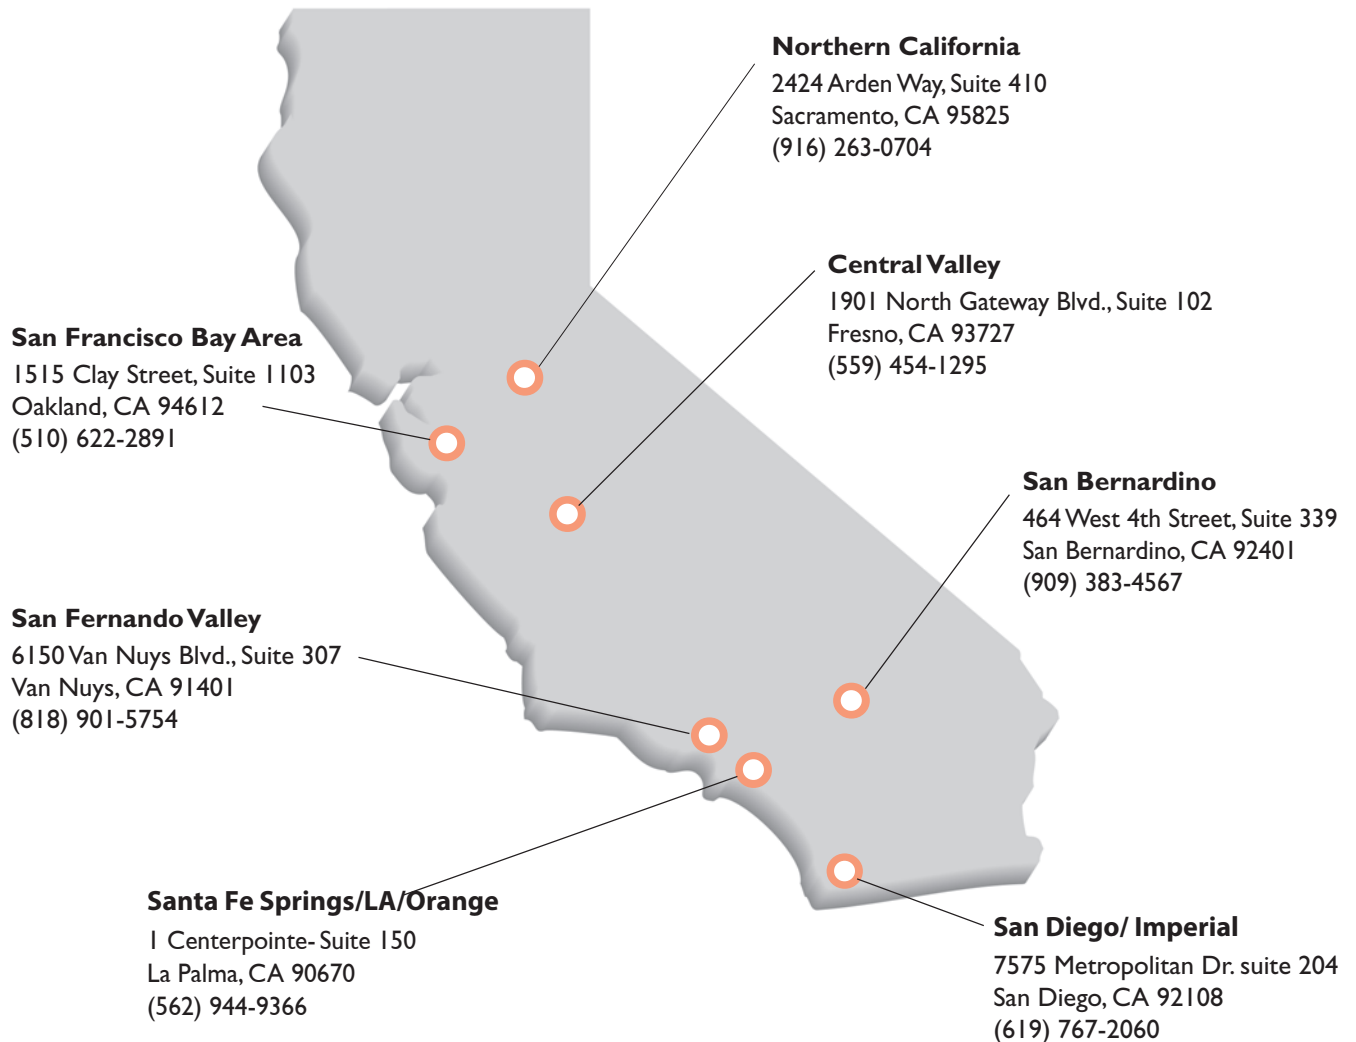 Northern California
2424 Arden Way, Suite 410
Sacramento, CA 95825
(916) 263-0704
Central Valley
1901 North Gateway Blvd., Suite 102
Fresno, CA 93727
(559) 454-1295
San Francisco Bay Area
1515 Clay Street, Suite 1103
Oakland, CA 94612
(510) 622-2891
San Bernardino
464 West 4th Street, Suite 339
San Bernardino, CA 92401
(909) 383-4567
San Fernando Valley
6150 Van Nuys Blvd., Suite 307
Van Nuys, CA 91401
(818) 901-5754
Santa Fe Springs/LA/Orange
1 Centerpointe- Suite 150
La Palma, CA 90670
(562) 944-9366
San Diego/ Imperial
7575 Metropolitan Dr. suite 204
San Diego, CA 92108
(619) 767-2060